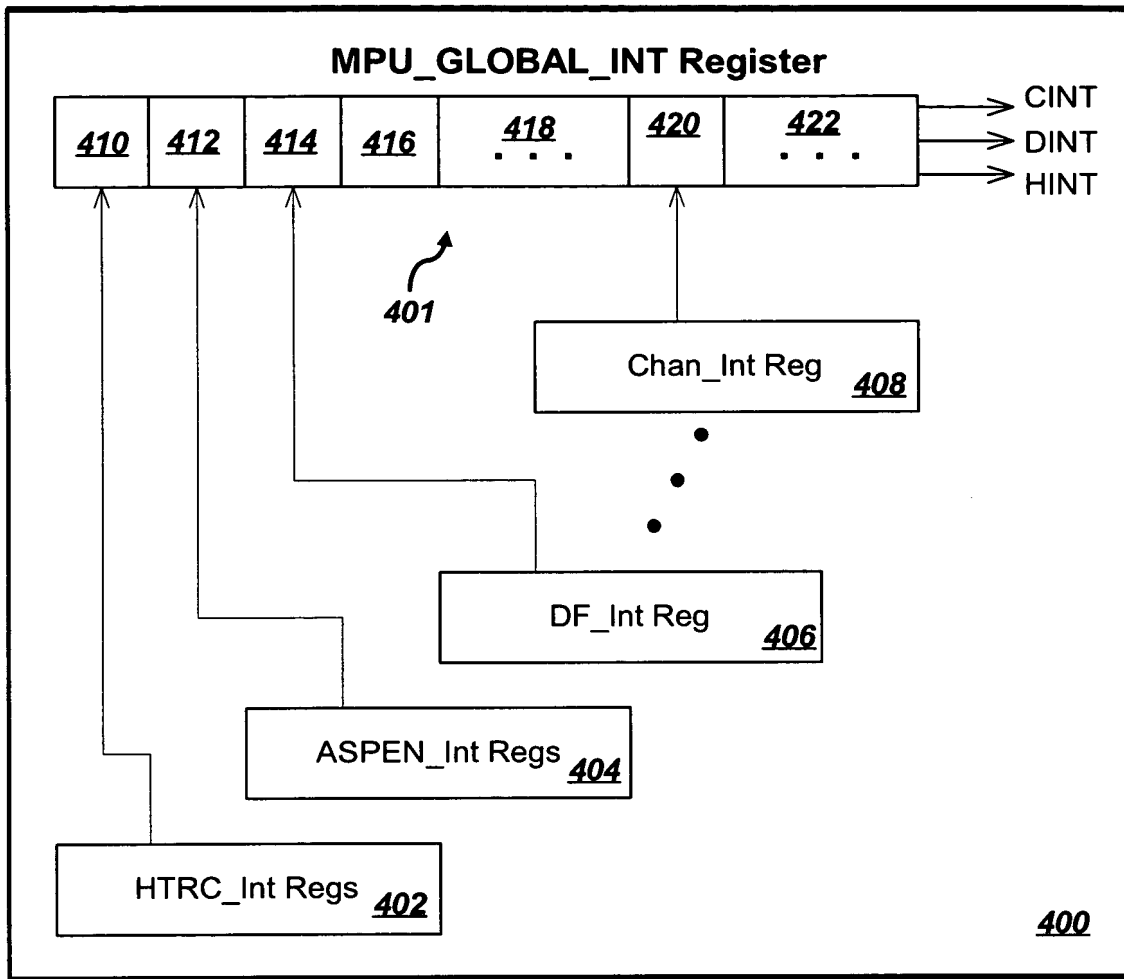 MPU_GLOBAL_INT Register
410 412 414 416 418 420 422
. . . . . .
CINT
DINT
HINT
401
Chan_Int Reg 408
DF_Int Reg 406
ASPEN_Int Regs 404
HTRC_Int Regs 402
400